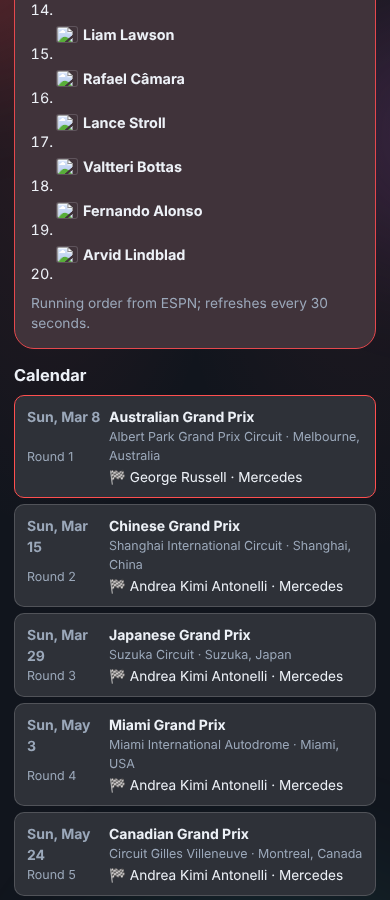 14.
Liam Lawson
15.
Rafael Câmara
16.
Lance Stroll
17.
Valtteri Bottas
18.
Fernando Alonso
19.
Arvid Lindblad
20.
Running order from ESPN; refreshes every 30
seconds.
Calendar
Sun, Mar 8
Round 1
Australian Grand Prix
Albert Park Grand Prix Circuit · Melbourne,
Australia
🏁 George Russell · Mercedes
Sun, Mar
15
Round 2
Chinese Grand Prix
Shanghai International Circuit · Shanghai,
China
🏁 Andrea Kimi Antonelli · Mercedes
Sun, Mar
29
Round 3
Japanese Grand Prix
Suzuka Circuit · Suzuka, Japan
🏁 Andrea Kimi Antonelli · Mercedes
Sun, May
3
Round 4
Miami Grand Prix
Miami International Autodrome · Miami,
USA
🏁 Andrea Kimi Antonelli · Mercedes
Sun, May
24
Round 5
Canadian Grand Prix
Circuit Gilles Villeneuve · Montreal, Canada
🏁 Andrea Kimi Antonelli · Mercedes